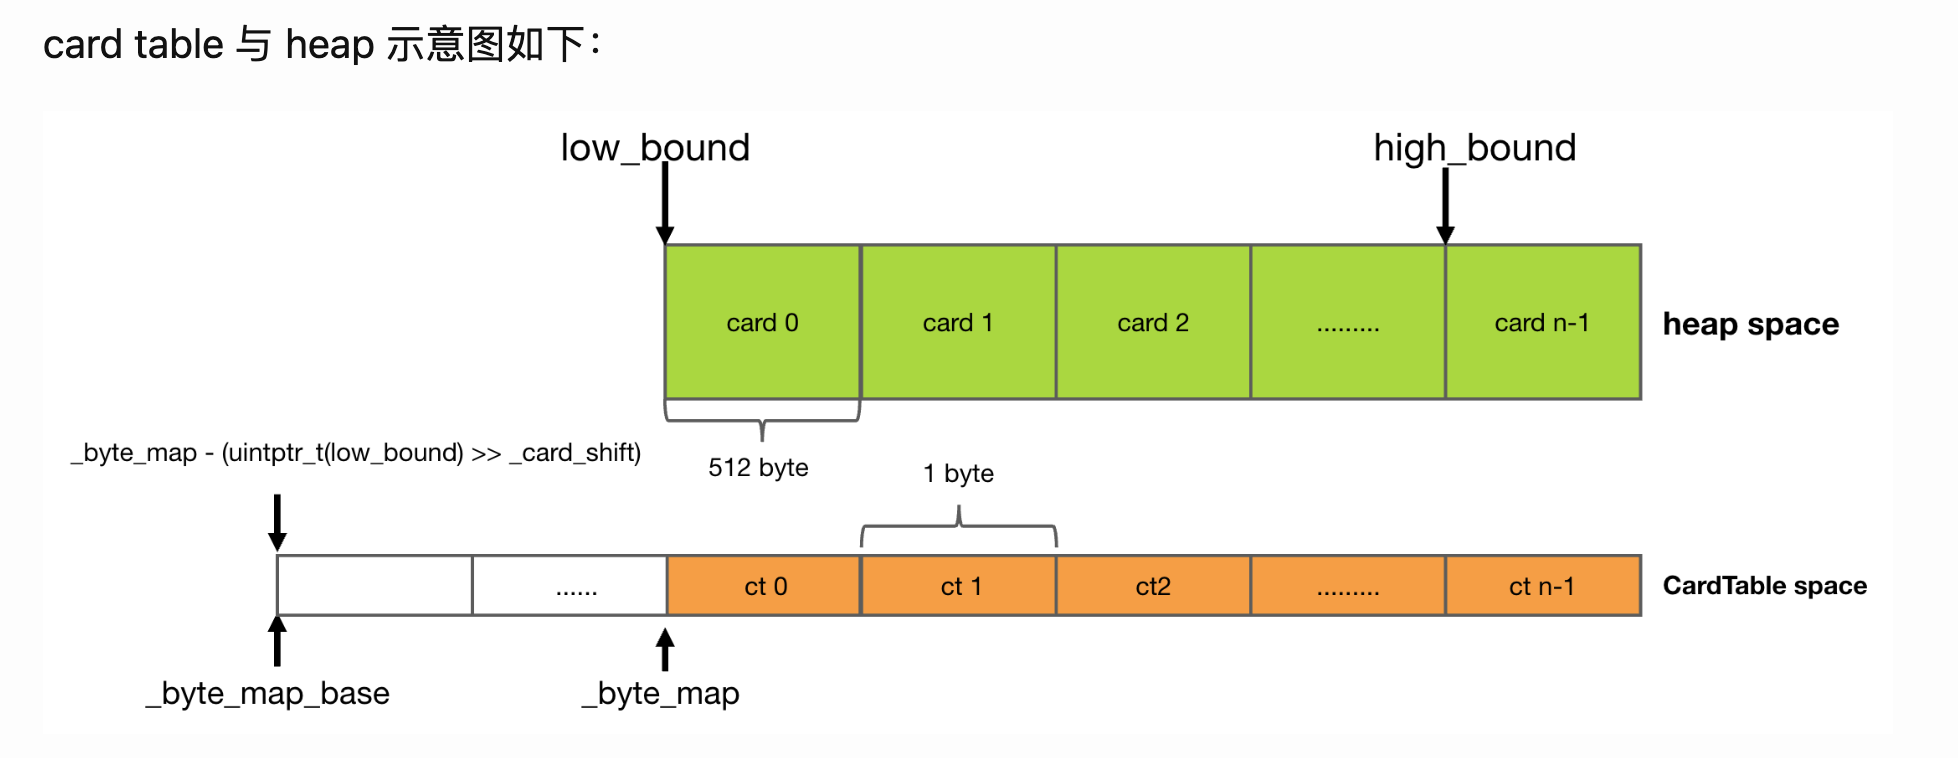 card table 与 heap 示意图如下：
low_bound
high_bound
card 0
card 1
card 2
.........
card n-1
heap space
_byte_map - (uintptr_t(low_bound) >> _card_shift)
512 byte
1 byte
......
ct 0
ct 1
ct2
.........
ct n-1
CardTable space
_byte_map_base
_byte_map